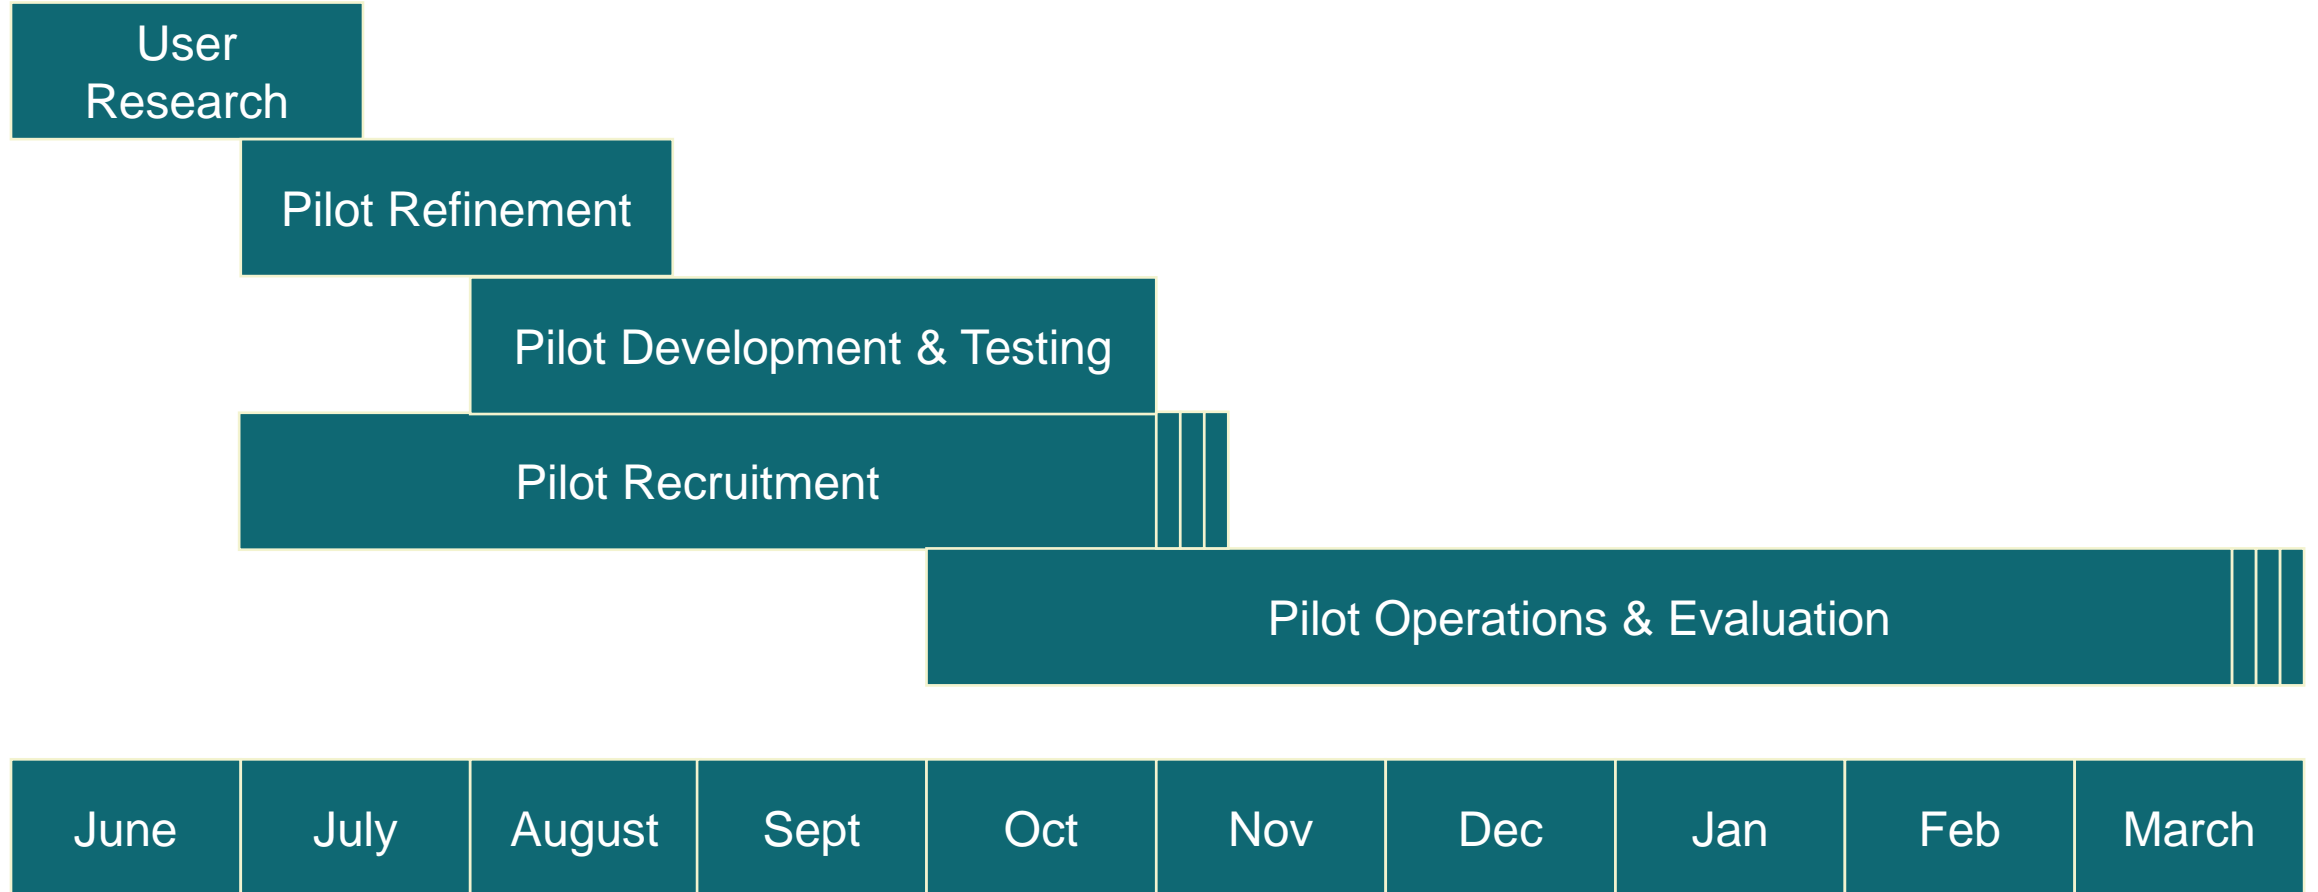 User
Research
Pilot Refinement
Pilot Development & Testing
Pilot Recruitment
Pilot Operations & Evaluation
June July August Sept Oct Nov Dec Jan Feb March